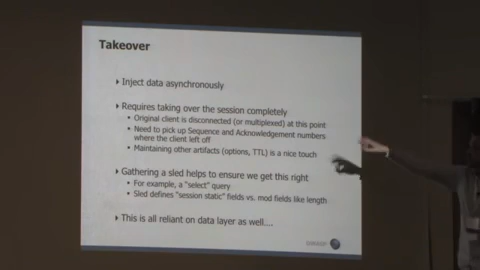 Takeover
Inject data asynchronously
Requires taking over the session completely
Original client is disconnected (or multiplexed) at this point
Need to pick up Sequence and Acknowledgement numbers
where the client left off
Maintaining other artifacts (options, TTL) is a nice touch
Gathering a sled helps to ensure we get this right
For example, a "select" query
Sled defines "session static" fields vs. mod fields like length
This is all reliant on data layer as well....